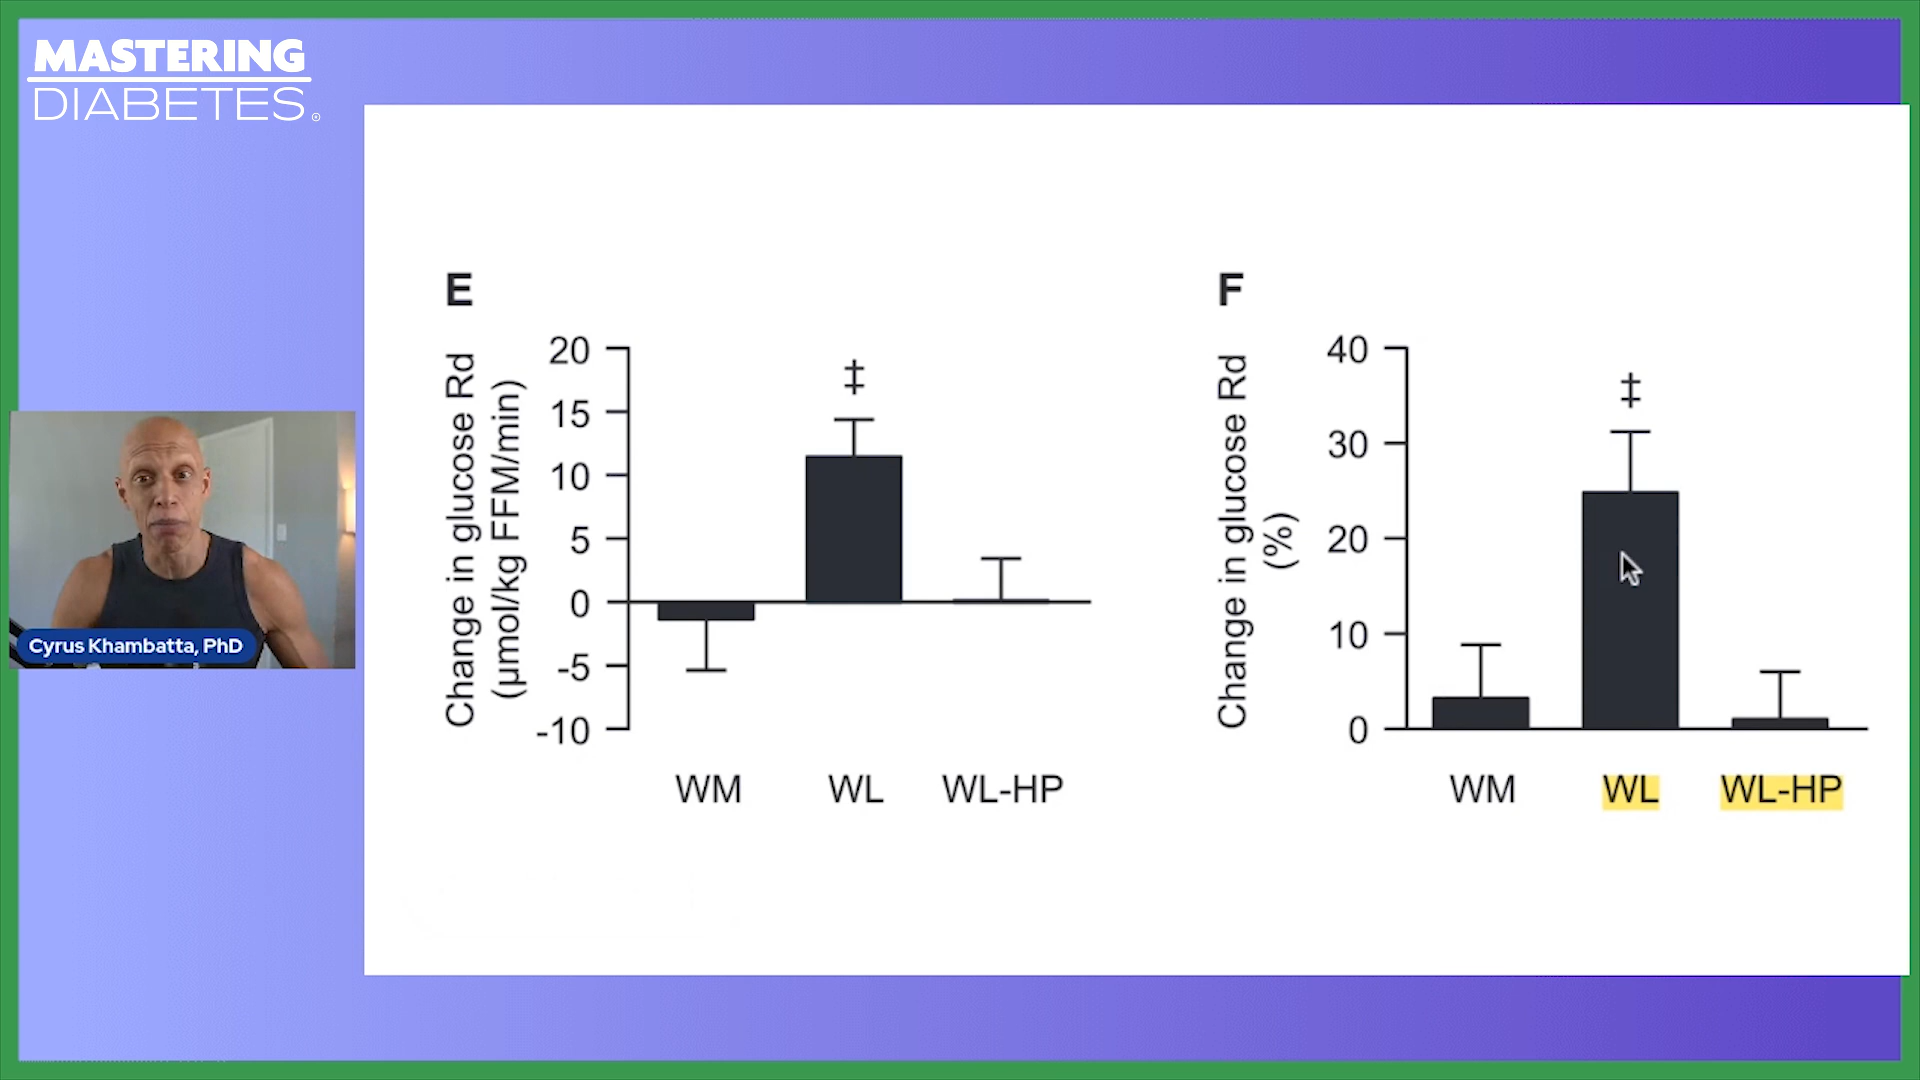 MASTERING
DIABETES®
Cyrus Khambatta, PhD
E
Change in glucose Rd
(µmol/kg FFM/min)
20
15
10
5
0
-5
-10
‡
WM
WL
WL-HP
F
Change in glucose Rd
(%)
40
30
20
10
0
‡
WM
WL
WL-HP